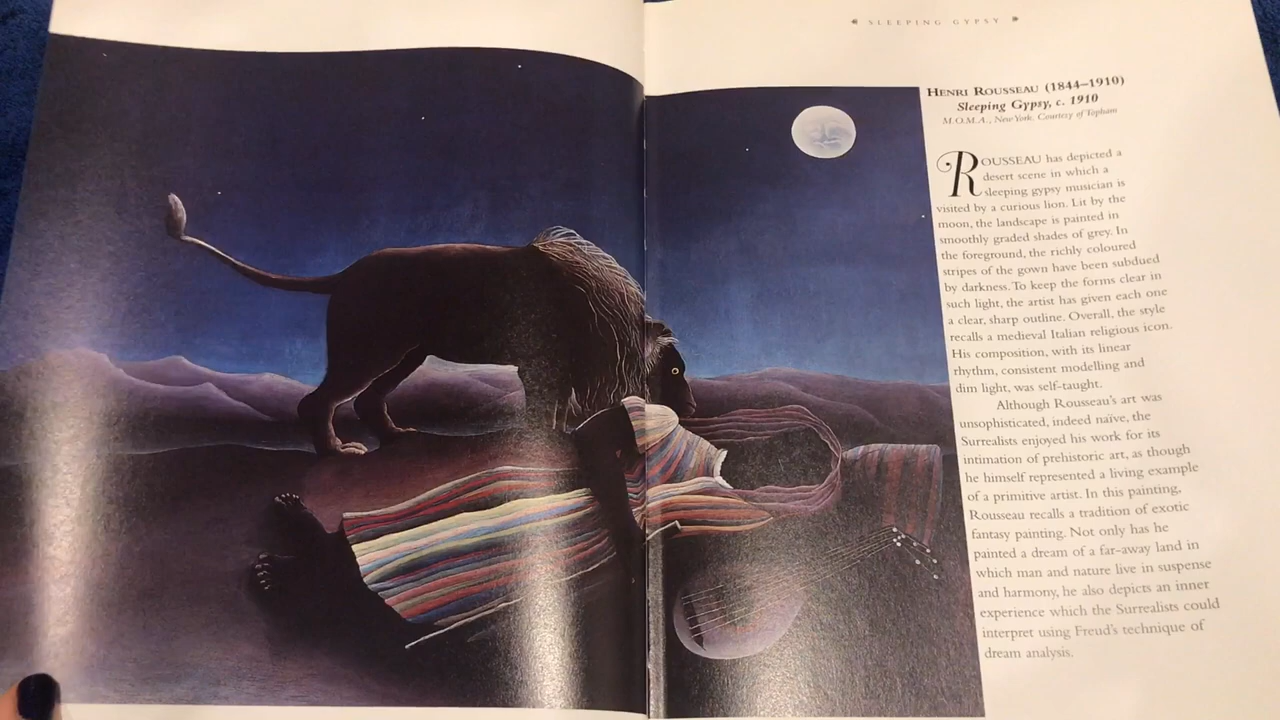 SLEEPING GYPSY
HENRI ROUSSEAU (1844–1910)
Sleeping Gypsy, c. 1910
M.O.M.A., New York. Courtesy of Topham
ROUSSEAU has depicted a
desert scene in which a
sleeping gypsy musician is
visited by a curious lion. Lit by the
moon, the landscape is painted in
smoothly graded shades of grey. In
the foreground, the richly coloured
stripes of the gown have been subdued
by darkness. To keep the forms clear in
such light, the artist has given each one
a clear, sharp outline. Overall, the style
recalls a medieval Italian religious icon.
His composition, with its linear
rhythm, consistent modelling and
dim light, was self-taught.
Although Rousseau's art was
unsophisticated, indeed naïve, the
Surrealists enjoyed his work for its
intimation of prehistoric art, as though
he himself represented a living example
of a primitive artist. In this painting,
Rousseau recalls a tradition of exotic
fantasy painting. Not only has he
painted a dream of a far-away land in
which man and nature live in suspense
and harmony, he also depicts an inner
experience which the Surrealists could
interpret using Freud's technique of
dream analysis.